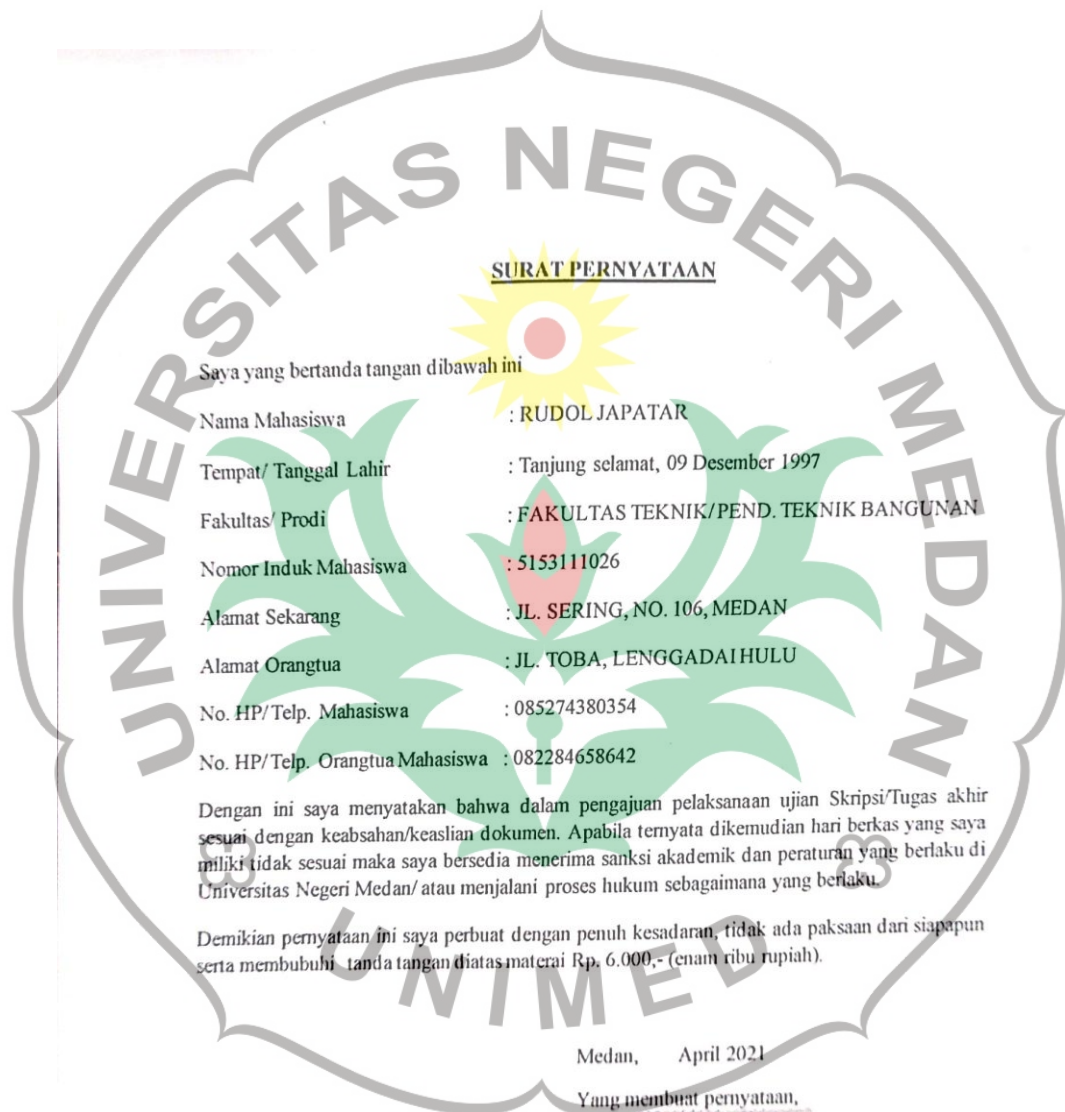 UNIVERSITAS NEGERI MEDAN
SURAT PERNYATAAN
Saya yang bertanda tangan dibawah ini
Nama Mahasiswa : RUDOL JAPATAR
Tempat/ Tanggal Lahir : Tanjung selamat, 09 Desember 1997
Fakultas/ Prodi : FAKULTAS TEKNIK/PEND. TEKNIK BANGUNAN
Nomor Induk Mahasiswa : 5153111026
Alamat Sekarang : JL. SERING, NO. 106, MEDAN
Alamat Orangtua : JL. TOBA, LENGGADAI HULU
No. HP/Telp. Mahasiswa : 085274380354
No. HP/Telp. Orangtua Mahasiswa : 082284658642
Dengan ini saya menyatakan bahwa dalam pengajuan pelaksanaan ujian Skripsi/Tugas akhir
sesuai dengan keabsahan/keaslian dokumen. Apabila ternyata dikemudian hari berkas yang saya
miliki tidak sesuai maka saya bersedia menerima sanksi akademik dan peraturan yang berlaku di
Universitas Negeri Medan/ atau menjalani proses hukum sebagaimana yang berlaku.
Demikian pernyataan ini saya perbuat dengan penuh kesadaran, tidak ada paksaan dari siapapun
serta membubuhi tanda tangan diatas materai Rp. 6.000,- (enam ribu rupiah).
UNIMED
Medan, April 2021
Yang membuat pernyataan,